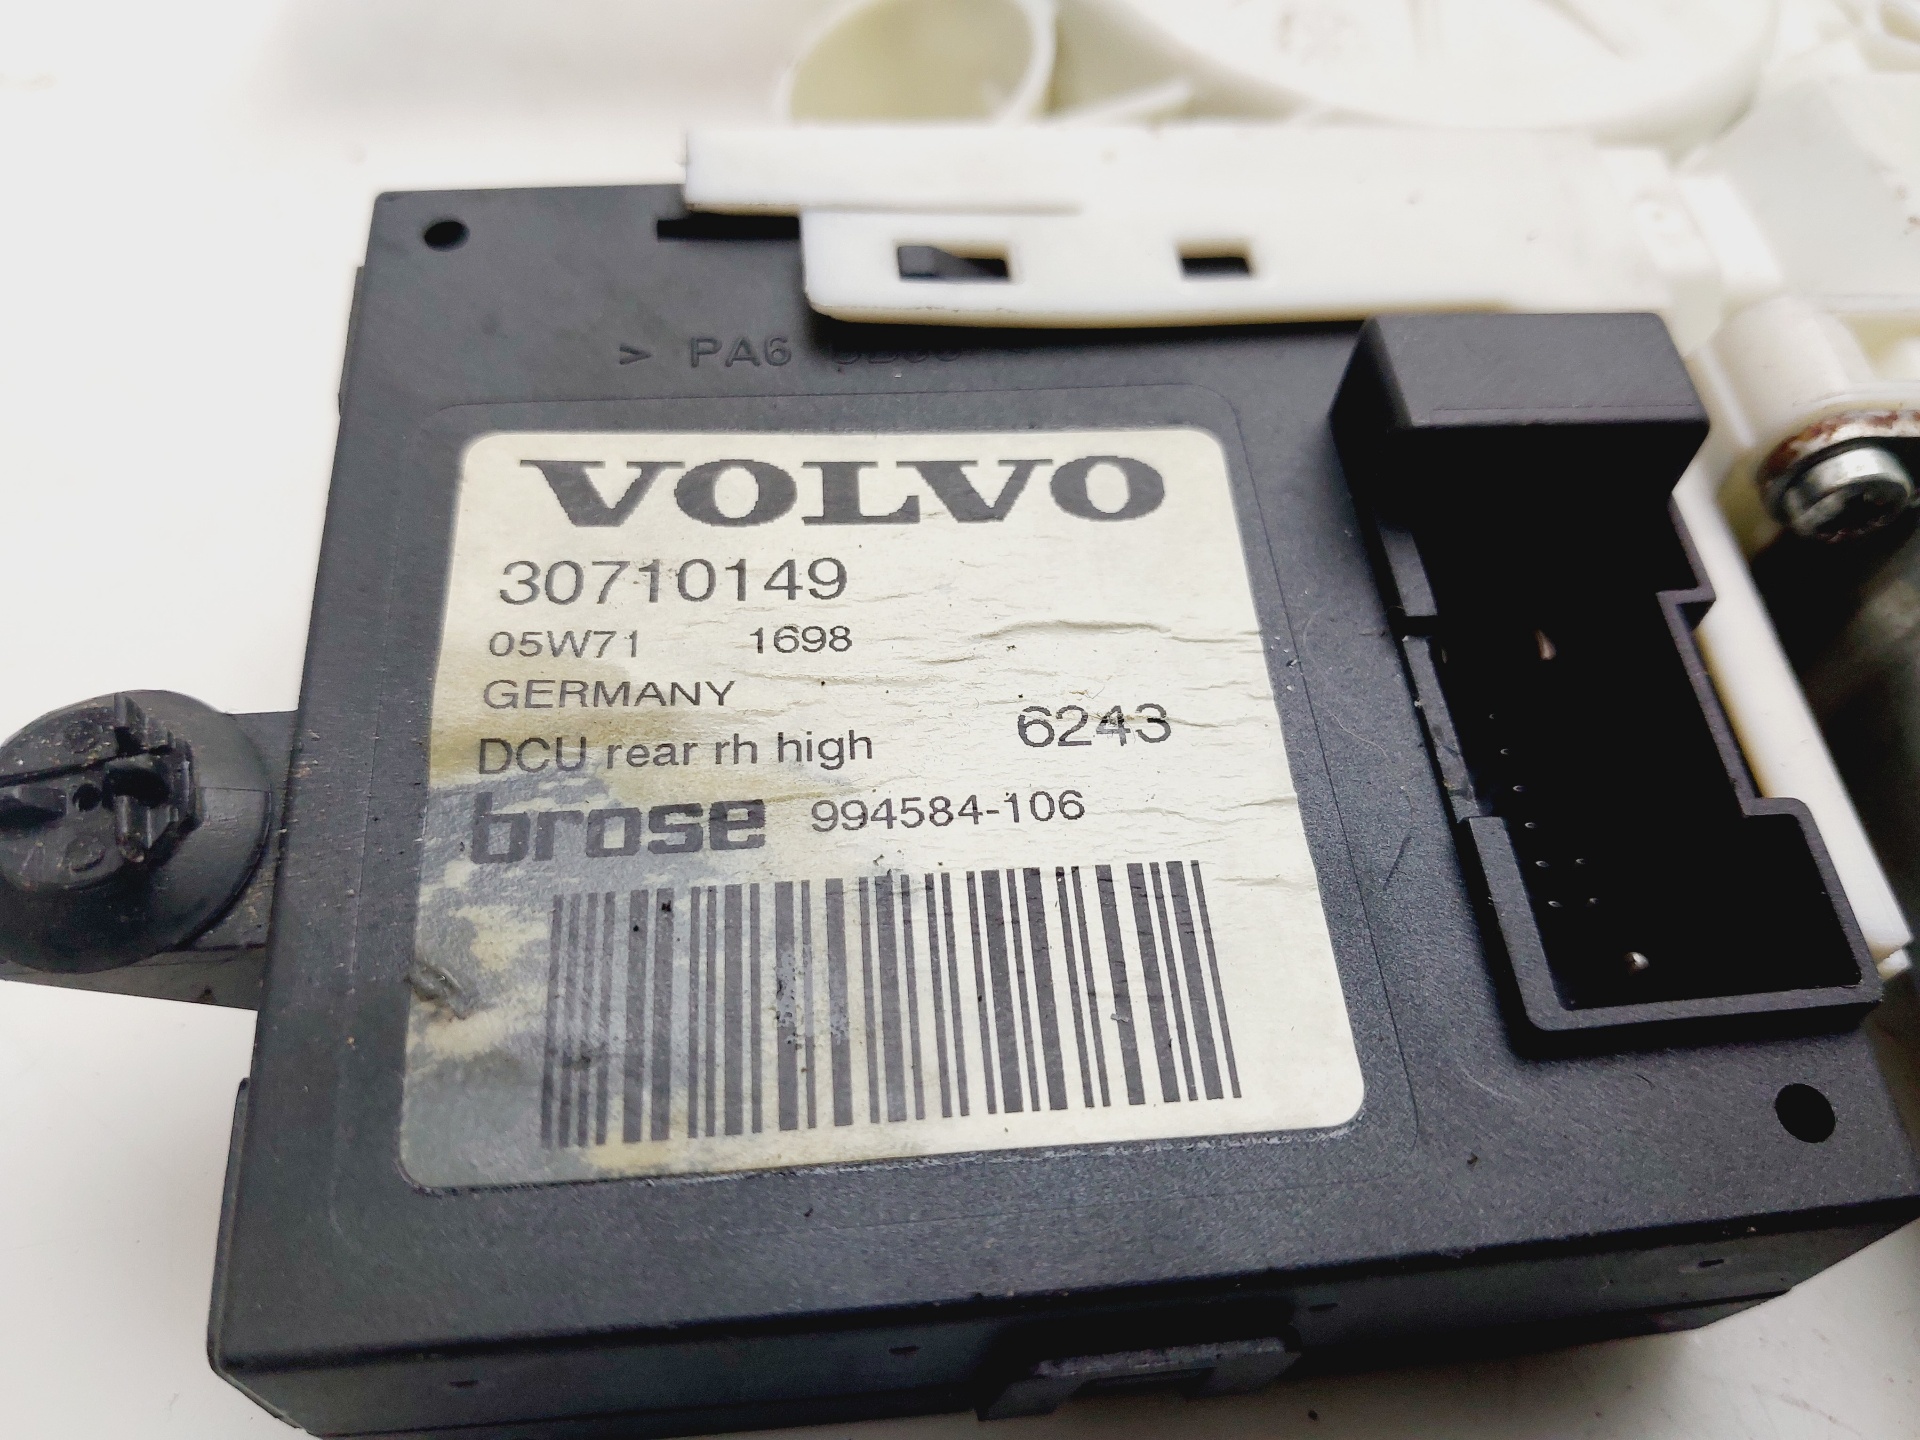 > PA6
VOLVO
30710149
05W71 1698
GERMANY
DCU rear rh high 6243
brose 994584-106